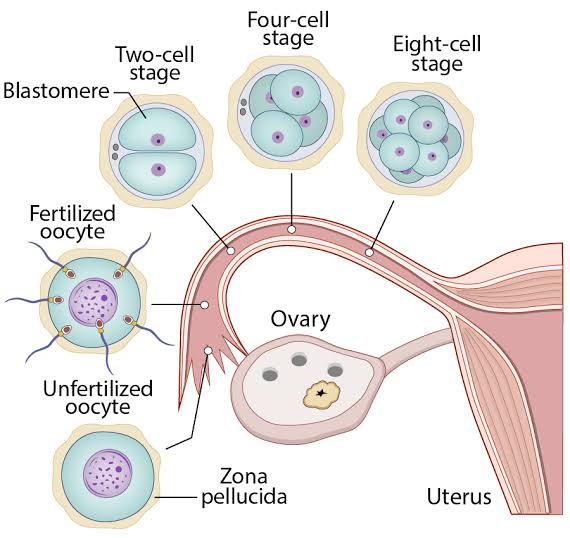 Four-cell
stage
Two-cell
stage
Eight-cell
stage
Blastomere
Fertilized
oocyte
Ovary
Unfertilized
oocyte
Zona
pellucida
Uterus